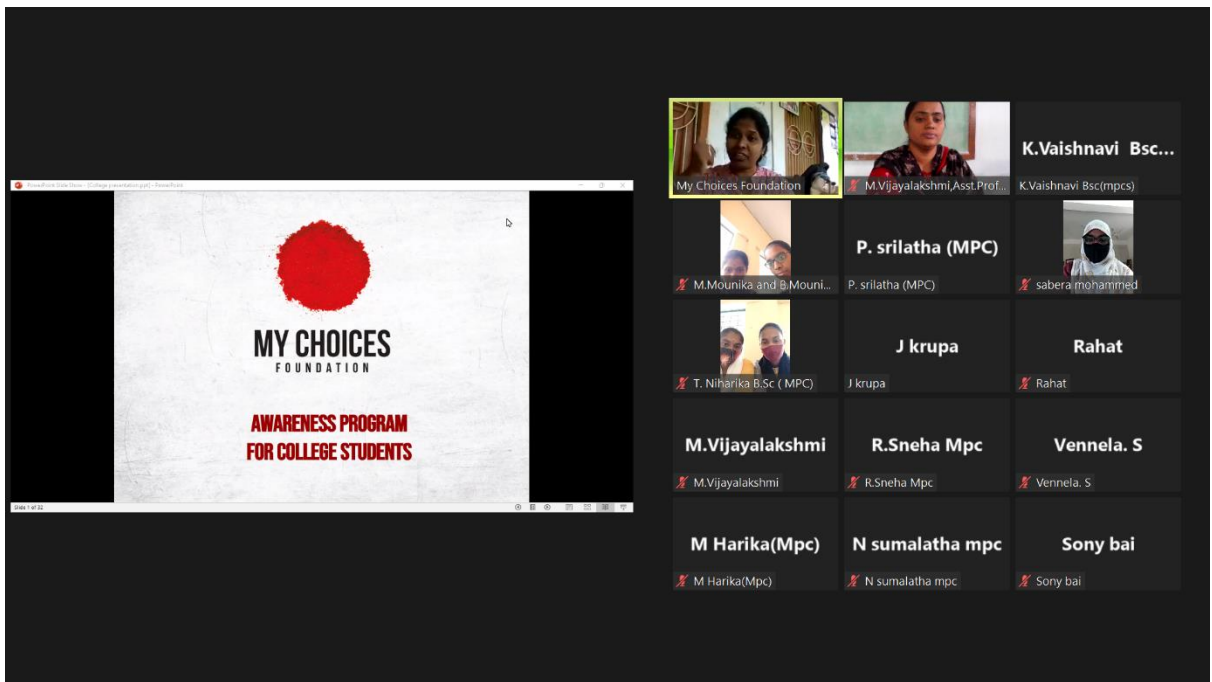 PowerPoint Slide Show - [College presentation.ppt] - PowerPoint
MY CHOICES
FOUNDATION
AWARENESS PROGRAM
FOR COLLEGE STUDENTS
Slide 1 of 32
My Choices Foundation
M.Vijayalakshmi,Asst.Prof...
K.Vaishnavi Bsc...
K.Vaishnavi Bsc(mpcs)
M.Mounika and B.Mouni...
P. srilatha (MPC)
P. srilatha (MPC)
sabera mohammed
T. Niharika B.Sc ( MPC)
J krupa
J krupa
Rahat
Rahat
M.Vijayalakshmi
M.Vijayalakshmi
R.Sneha Mpc
R.Sneha Mpc
Vennela. S
Vennela. S
M Harika(Mpc)
M Harika(Mpc)
N sumalatha mpc
N sumalatha mpc
Sony bai
Sony bai